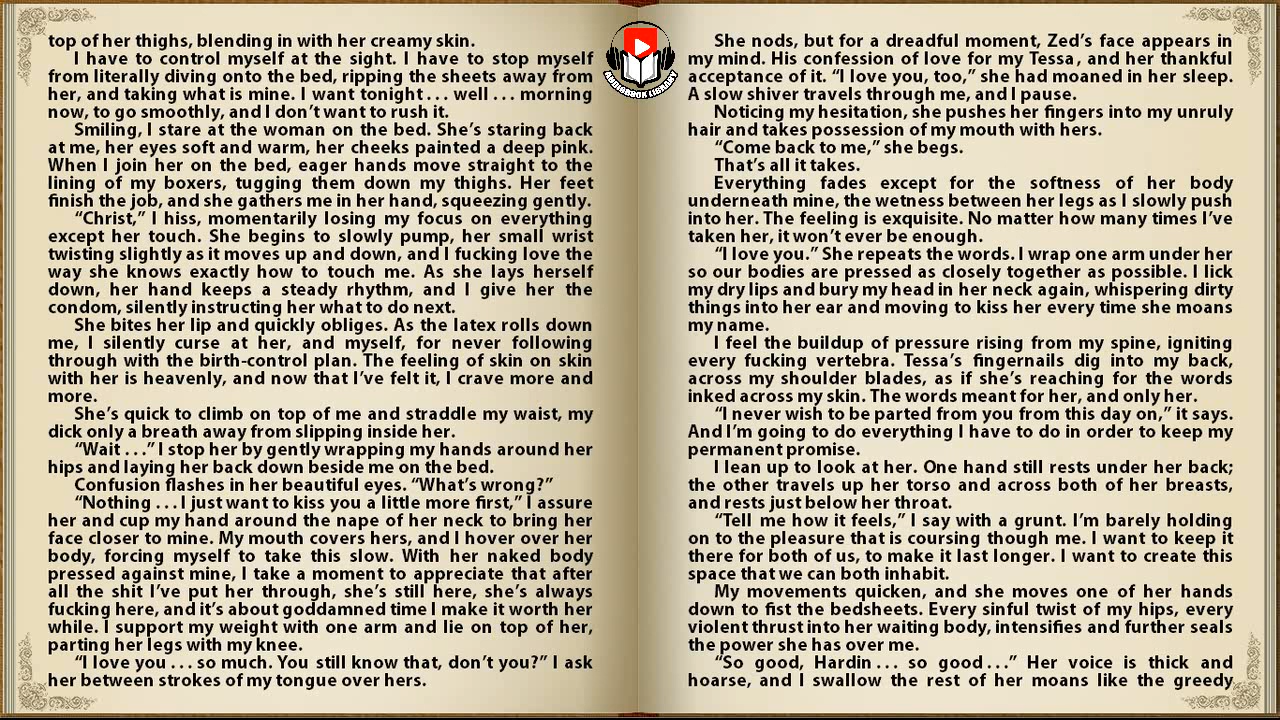 top of her thighs, blending in with her creamy skin.
I have to control myself at the sight. I have to stop myself
from literally diving onto the bed, ripping the sheets away from
her, and taking what is mine. I want tonight . . . well . . . morning
now, to go smoothly, and I don’t want to rush it.
Smiling, I stare at the woman on the bed. She’s staring back
at me, her eyes soft and warm, her cheeks painted a deep pink.
When I join her on the bed, eager hands move straight to the
lining of my boxers, tugging them down my thighs. Her feet
finish the job, and she gathers me in her hand, squeezing gently.
“Christ,” I hiss, momentarily losing my focus on everything
except her touch. She begins to slowly pump, her small wrist
twisting slightly as it moves up and down, and I fucking love the
way she knows exactly how to touch me. As she lays herself
down, her hand keeps a steady rhythm, and I give her the
condom, silently instructing her what to do next.
She bites her lip and quickly obliges. As the latex rolls down
me, I silently curse at her, and myself, for never following
through with the birth-control plan. The feeling of skin on skin
with her is heavenly, and now that I’ve felt it, I crave more and
more.
She’s quick to climb on top of me and straddle my waist, my
dick only a breath away from slipping inside her.
“Wait . . .” I stop her by gently wrapping my hands around her
hips and laying her back down beside me on the bed.
Confusion flashes in her beautiful eyes. “What’s wrong?”
“Nothing . . . I just want to kiss you a little more first,” I assure
her and cup my hand around the nape of her neck to bring her
face closer to mine. My mouth covers hers, and I hover over her
body, forcing myself to take this slow. With her naked body
pressed against mine, I take a moment to appreciate that after
all the shit I’ve put her through, she’s still here, she’s always
fucking here, and it’s about goddamned time I make it worth her
while. I support my weight with one arm and lie on top of her,
parting her legs with my knee.
“I love you . . . so much. You still know that, don’t you?” I ask
her between strokes of my tongue over hers.
AUDIOBOOK LIBRARY
She nods, but for a dreadful moment, Zed’s face appears in
my mind. His confession of love for my Tessa, and her thankful
acceptance of it. “I love you, too,” she had moaned in her sleep.
A slow shiver travels through me, and I pause.
Noticing my hesitation, she pushes her fingers into my unruly
hair and takes possession of my mouth with hers.
“Come back to me,” she begs.
That’s all it takes.
Everything fades except for the softness of her body
underneath mine, the wetness between her legs as I slowly push
into her. The feeling is exquisite. No matter how many times I’ve
taken her, it won’t ever be enough.
“I love you.” She repeats the words. I wrap one arm under her
so our bodies are pressed as closely together as possible. I lick
my dry lips and bury my head in her neck again, whispering dirty
things into her ear and moving to kiss her every time she moans
my name.
I feel the buildup of pressure rising from my spine, igniting
every fucking vertebra. Tessa’s fingernails dig into my back,
across my shoulder blades, as if she’s reaching for the words
inked across my skin. The words meant for her, and only her.
“I never wish to be parted from you from this day on,” it says.
And I’m going to do everything I have to do in order to keep my
permanent promise.
I lean up to look at her. One hand still rests under her back;
the other travels up her torso and across both of her breasts,
and rests just below her throat.
“Tell me how it feels,” I say with a grunt. I’m barely holding
on to the pleasure that is coursing though me. I want to keep it
there for both of us, to make it last longer. I want to create this
space that we can both inhabit.
My movements quicken, and she moves one of her hands
down to fist the bedsheets. Every sinful twist of my hips, every
violent thrust into her waiting body, intensifies and further seals
the power she has over me.
“So good, Hardin . . . so good . . .” Her voice is thick and
hoarse, and I swallow the rest of her moans like the greedy